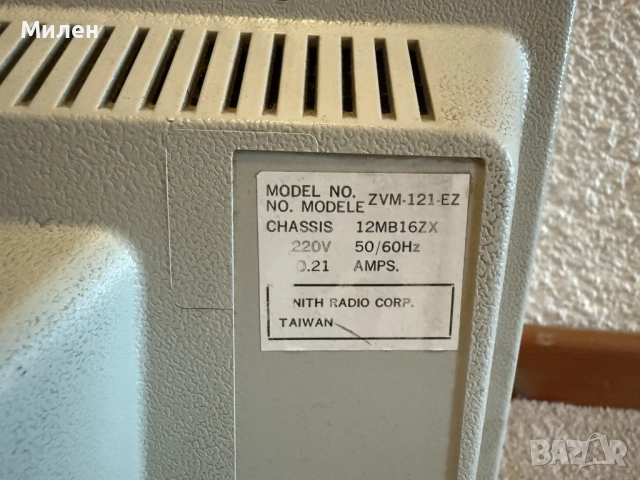 Милен
MODEL NO.
NO. MODELE ZVM-121-EZ
CHASSIS 12MB16ZX
220V 50/60Hz
0.21 AMPS.
NITH RADIO CORP.
TAIWAN
BAZAR